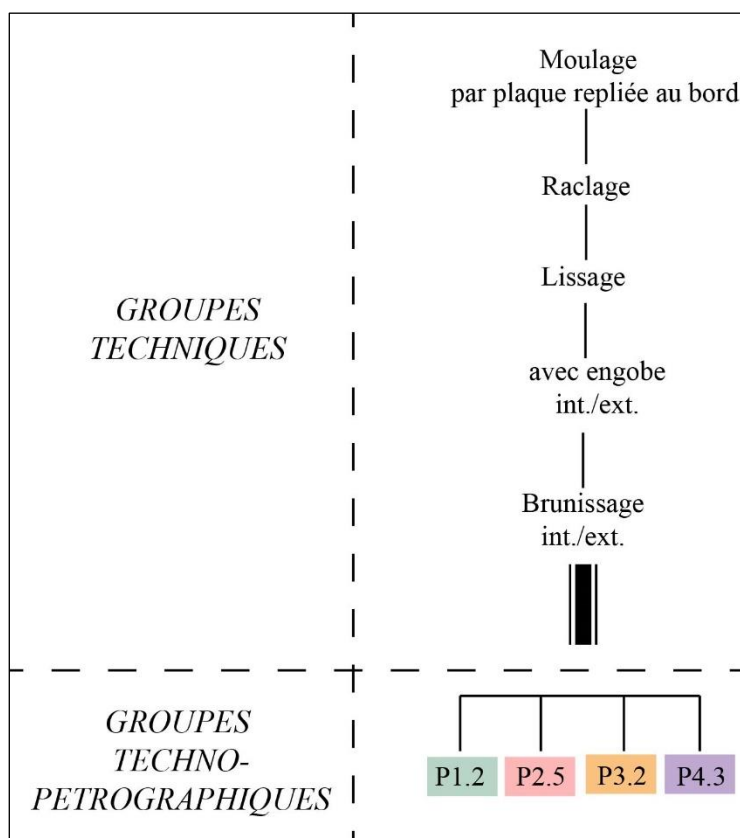 Moulage
par plaque repliée au bord
Raclage
Lissage
avec engobe
int./ext.
Brunissage
int./ext.
GROUPES
TECHNIQUES
GROUPES
TECHNO-
PETROGRAPHIQUES
P1.2 P2.5 P3.2 P4.3